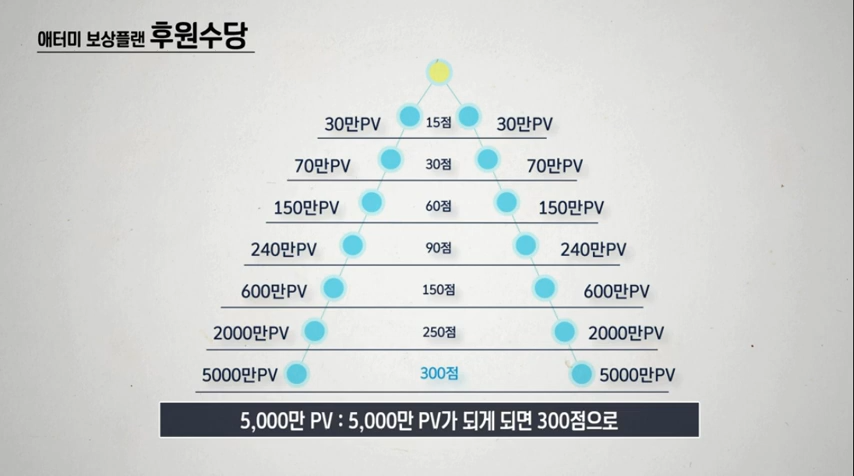 애터미 보상플랜 후원수당
30만PV 15점 30만PV
70만PV 30점 70만PV
150만PV 60점 150만PV
240만PV 90점 240만PV
600만PV 150점 600만PV
2000만PV 250점 2000만PV
5000만PV 300점 5000만PV
5,000만 PV : 5,000만 PV가 되게 되면 300점으로